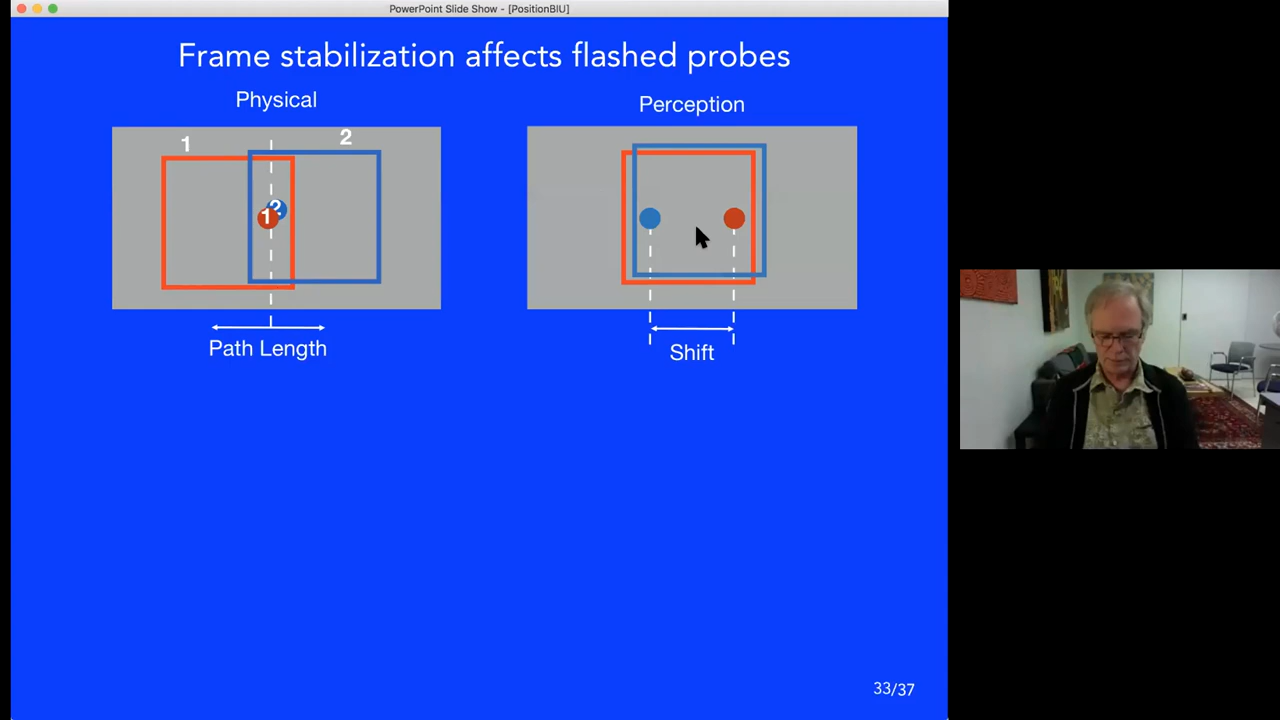 PowerPoint Slide Show - [PositionBIU]
Frame stabilization affects flashed probes
Physical
Perception
1
2
1
2
Path Length
Shift
33/37